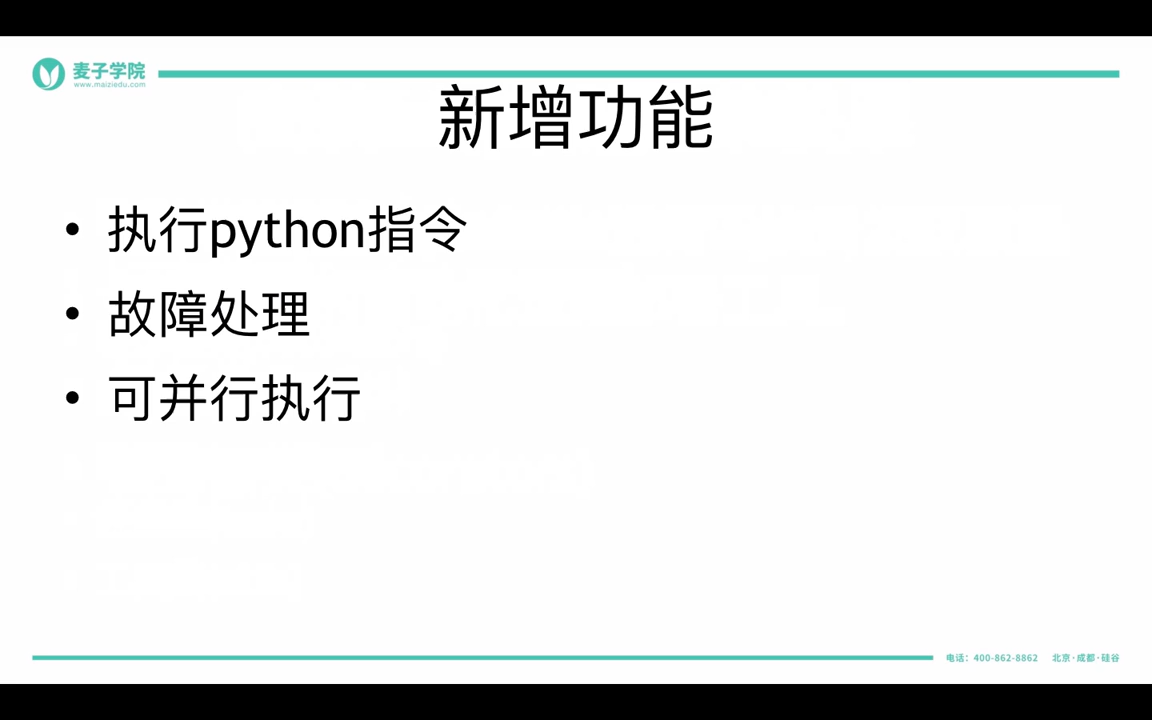 麦子学院
www.maiziedu.com
新增功能
• 执行python指令
• 故障处理
• 可并行执行
电话：400-862-8862 北京·成都·硅谷